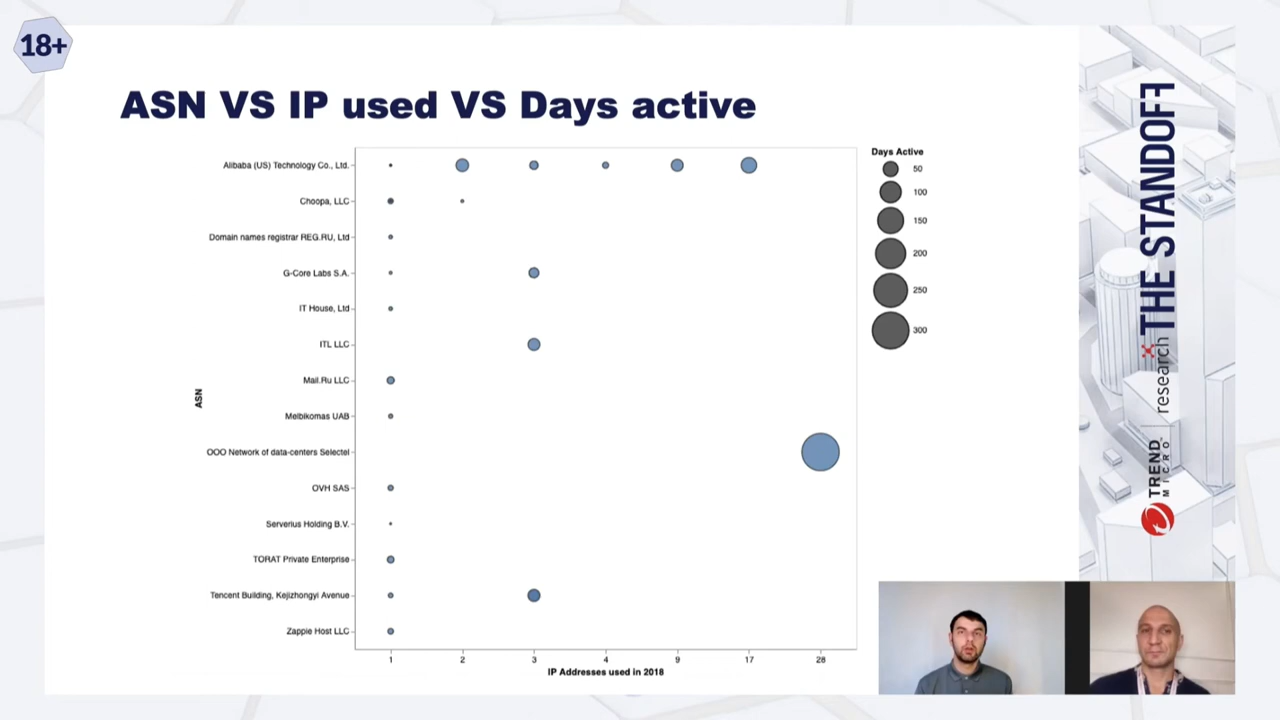 18+
ASN VS IP used VS Days active
Alibaba (US) Technology Co., Ltd.
Choopa, LLC
Domain names registrar REG.RU, Ltd
G-Core Labs S.A.
IT House, Ltd
ITL LLC
Mail.Ru LLC
Melbikomas UAB
OOO Network of data-centers Selectel
OVH SAS
Serverius Holding B.V.
TORAT Private Enterprise
Tencent Building, Kejizhongyi Avenue
Zappie Host LLC
ASN
1 2 3 4 9 17 28
IP Addresses used in 2018
Days Active
50
100
150
200
250
300
THE STANDOFF
TREND
MICRO™
research